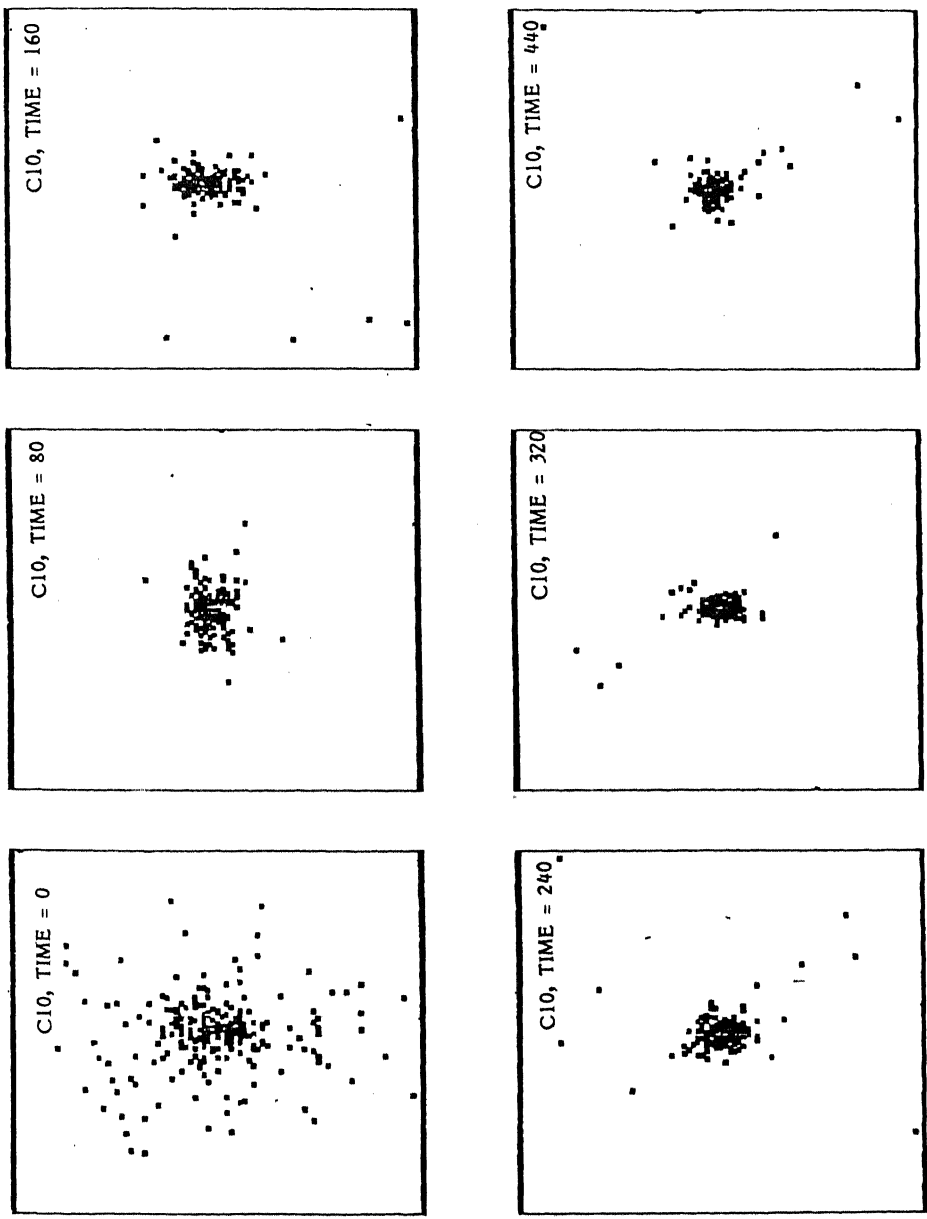 C10, TIME = 0
C10, TIME = 80
C10, TIME = 160
C10, TIME = 240
C10, TIME = 320
C10, TIME = 440